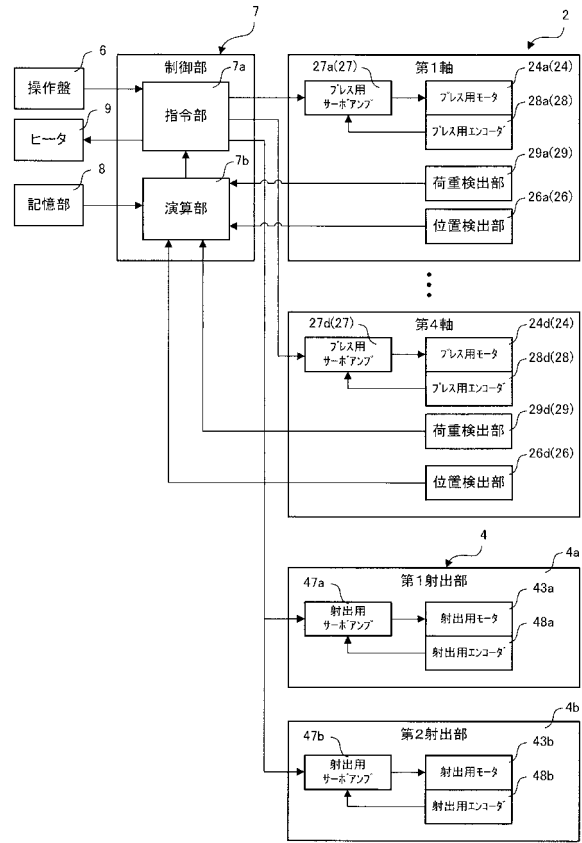 7
2
6
操作盤
9
ヒータ
8
記憶部
制御部
7a
指令部
7b
演算部
第1軸
27a(27)
プレス用
サーボアンプ
24a(24)
プレス用モータ
28a(28)
プレス用エンコーダ
29a(29)
荷重検出部
26a(26)
位置検出部
第4軸
27d(27)
プレス用
サーボアンプ
24d(24)
プレス用モータ
28d(28)
プレス用エンコーダ
29d(29)
荷重検出部
26d(26)
位置検出部
4
4a
第1射出部
47a
射出用
サーボアンプ
43a
射出用モータ
48a
射出用エンコーダ
4b
第2射出部
47b
射出用
サーボアンプ
43b
射出用モータ
48b
射出用エンコーダ